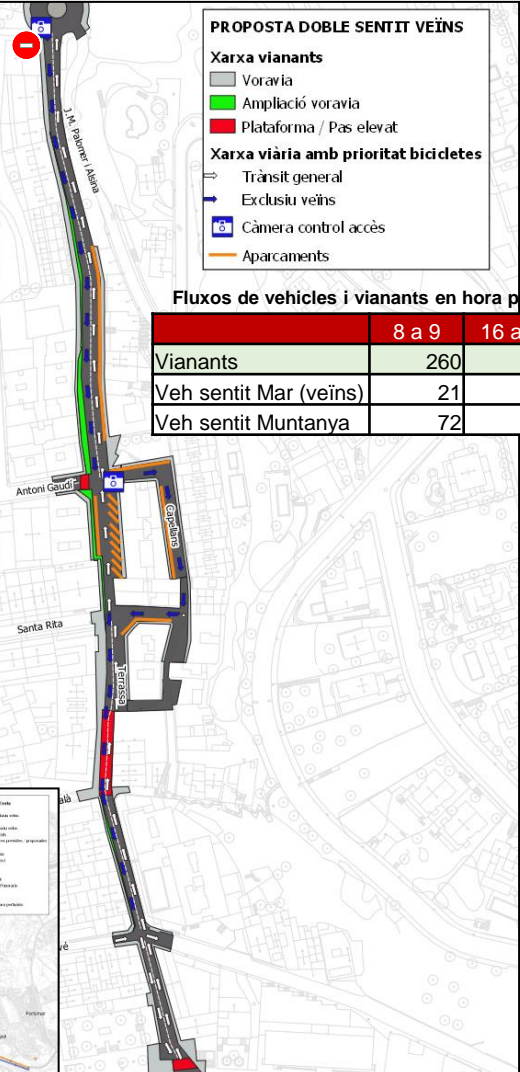 PROPOSTA DOBLE SENTIT VEÏNS
Xarxa vianants
Voravia
Ampliació voravia
Plataforma / Pas elevat
Xarxa viària amb prioritat bicicletes
Trànsit general
Exclusiu veïns
Càmera control accès
Aparcaments
J.M. Palomer i Alsina
Fluxos de vehicles i vianants en hora p
8 a 9 16 a
Vianants 260
Veh sentit Mar (veïns) 21
Veh sentit Muntanya 72
Antoni Gaudí
Capellans
Santa Rita
Terrassa
alà
vé